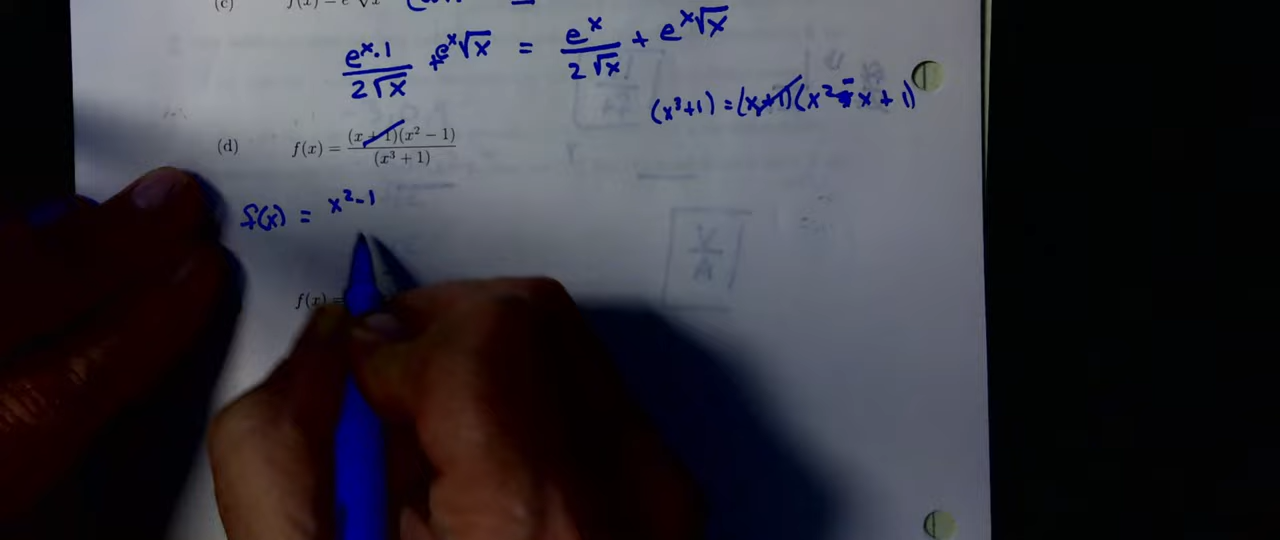 (c)
e^x·1/2√x + e^x√x = e^x/2√x + e^x√x
(x³+1) = (x+1)(x² - x + 1)
(d) f(x) = (x + 1)(x² − 1)/(x³ + 1)
f(x) = x²-1
f(x) =